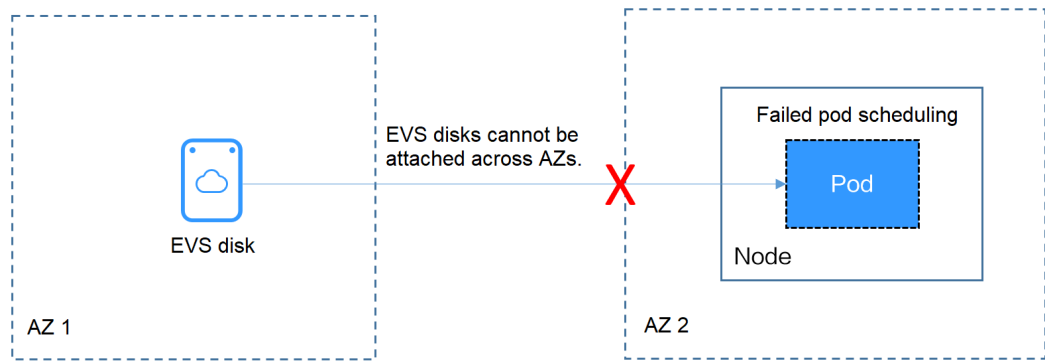 EVS disks cannot be
attached across AZs.
Failed pod scheduling
X
Pod
EVS disk
Node
AZ 1
AZ 2